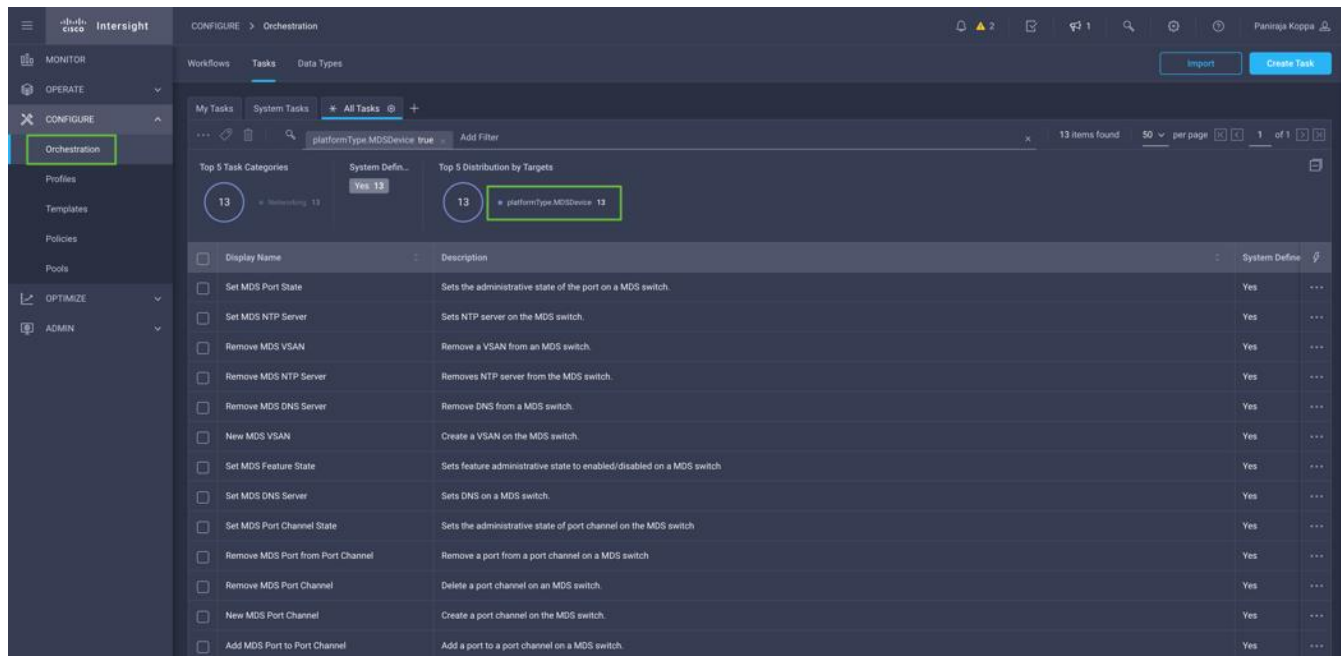 cisco Intersight CONFIGURE > Orchestration 2 1 Paniraja Koppa
MONITOR
OPERATE
CONFIGURE
Orchestration
Profiles
Templates
Policies
Pools
OPTIMIZE
ADMIN
Workflows Tasks Data Types Import Create Task
My Tasks System Tasks All Tasks +
platformType.MDSDevice true × Add Filter × 13 items found 50 per page 1 of 1
Top 5 Task Categories System Defin... Top 5 Distribution by Targets
13 Networking 13 Yes 13 13 platformType.MDSDevice 13
Display Name Description System Define
Set MDS Port State Sets the administrative state of the port on a MDS switch. Yes ...
Set MDS NTP Server Sets NTP server on the MDS switch. Yes ...
Remove MDS VSAN Remove a VSAN from an MDS switch. Yes ...
Remove MDS NTP Server Removes NTP server from the MDS switch. Yes ...
Remove MDS DNS Server Remove DNS from a MDS switch. Yes ...
New MDS VSAN Create a VSAN on the MDS switch. Yes ...
Set MDS Feature State Sets feature administrative state to enabled/disabled on a MDS switch Yes ...
Set MDS DNS Server Sets DNS on a MDS switch. Yes ...
Set MDS Port Channel State Sets the administrative state of port channel on the MDS switch Yes ...
Remove MDS Port from Port Channel Remove a port from a port channel on a MDS switch Yes ...
Remove MDS Port Channel Delete a port channel on an MDS switch. Yes ...
New MDS Port Channel Create a port channel on the MDS switch. Yes ...
Add MDS Port to Port Channel Add a port to a port channel on a MDS switch. Yes ...